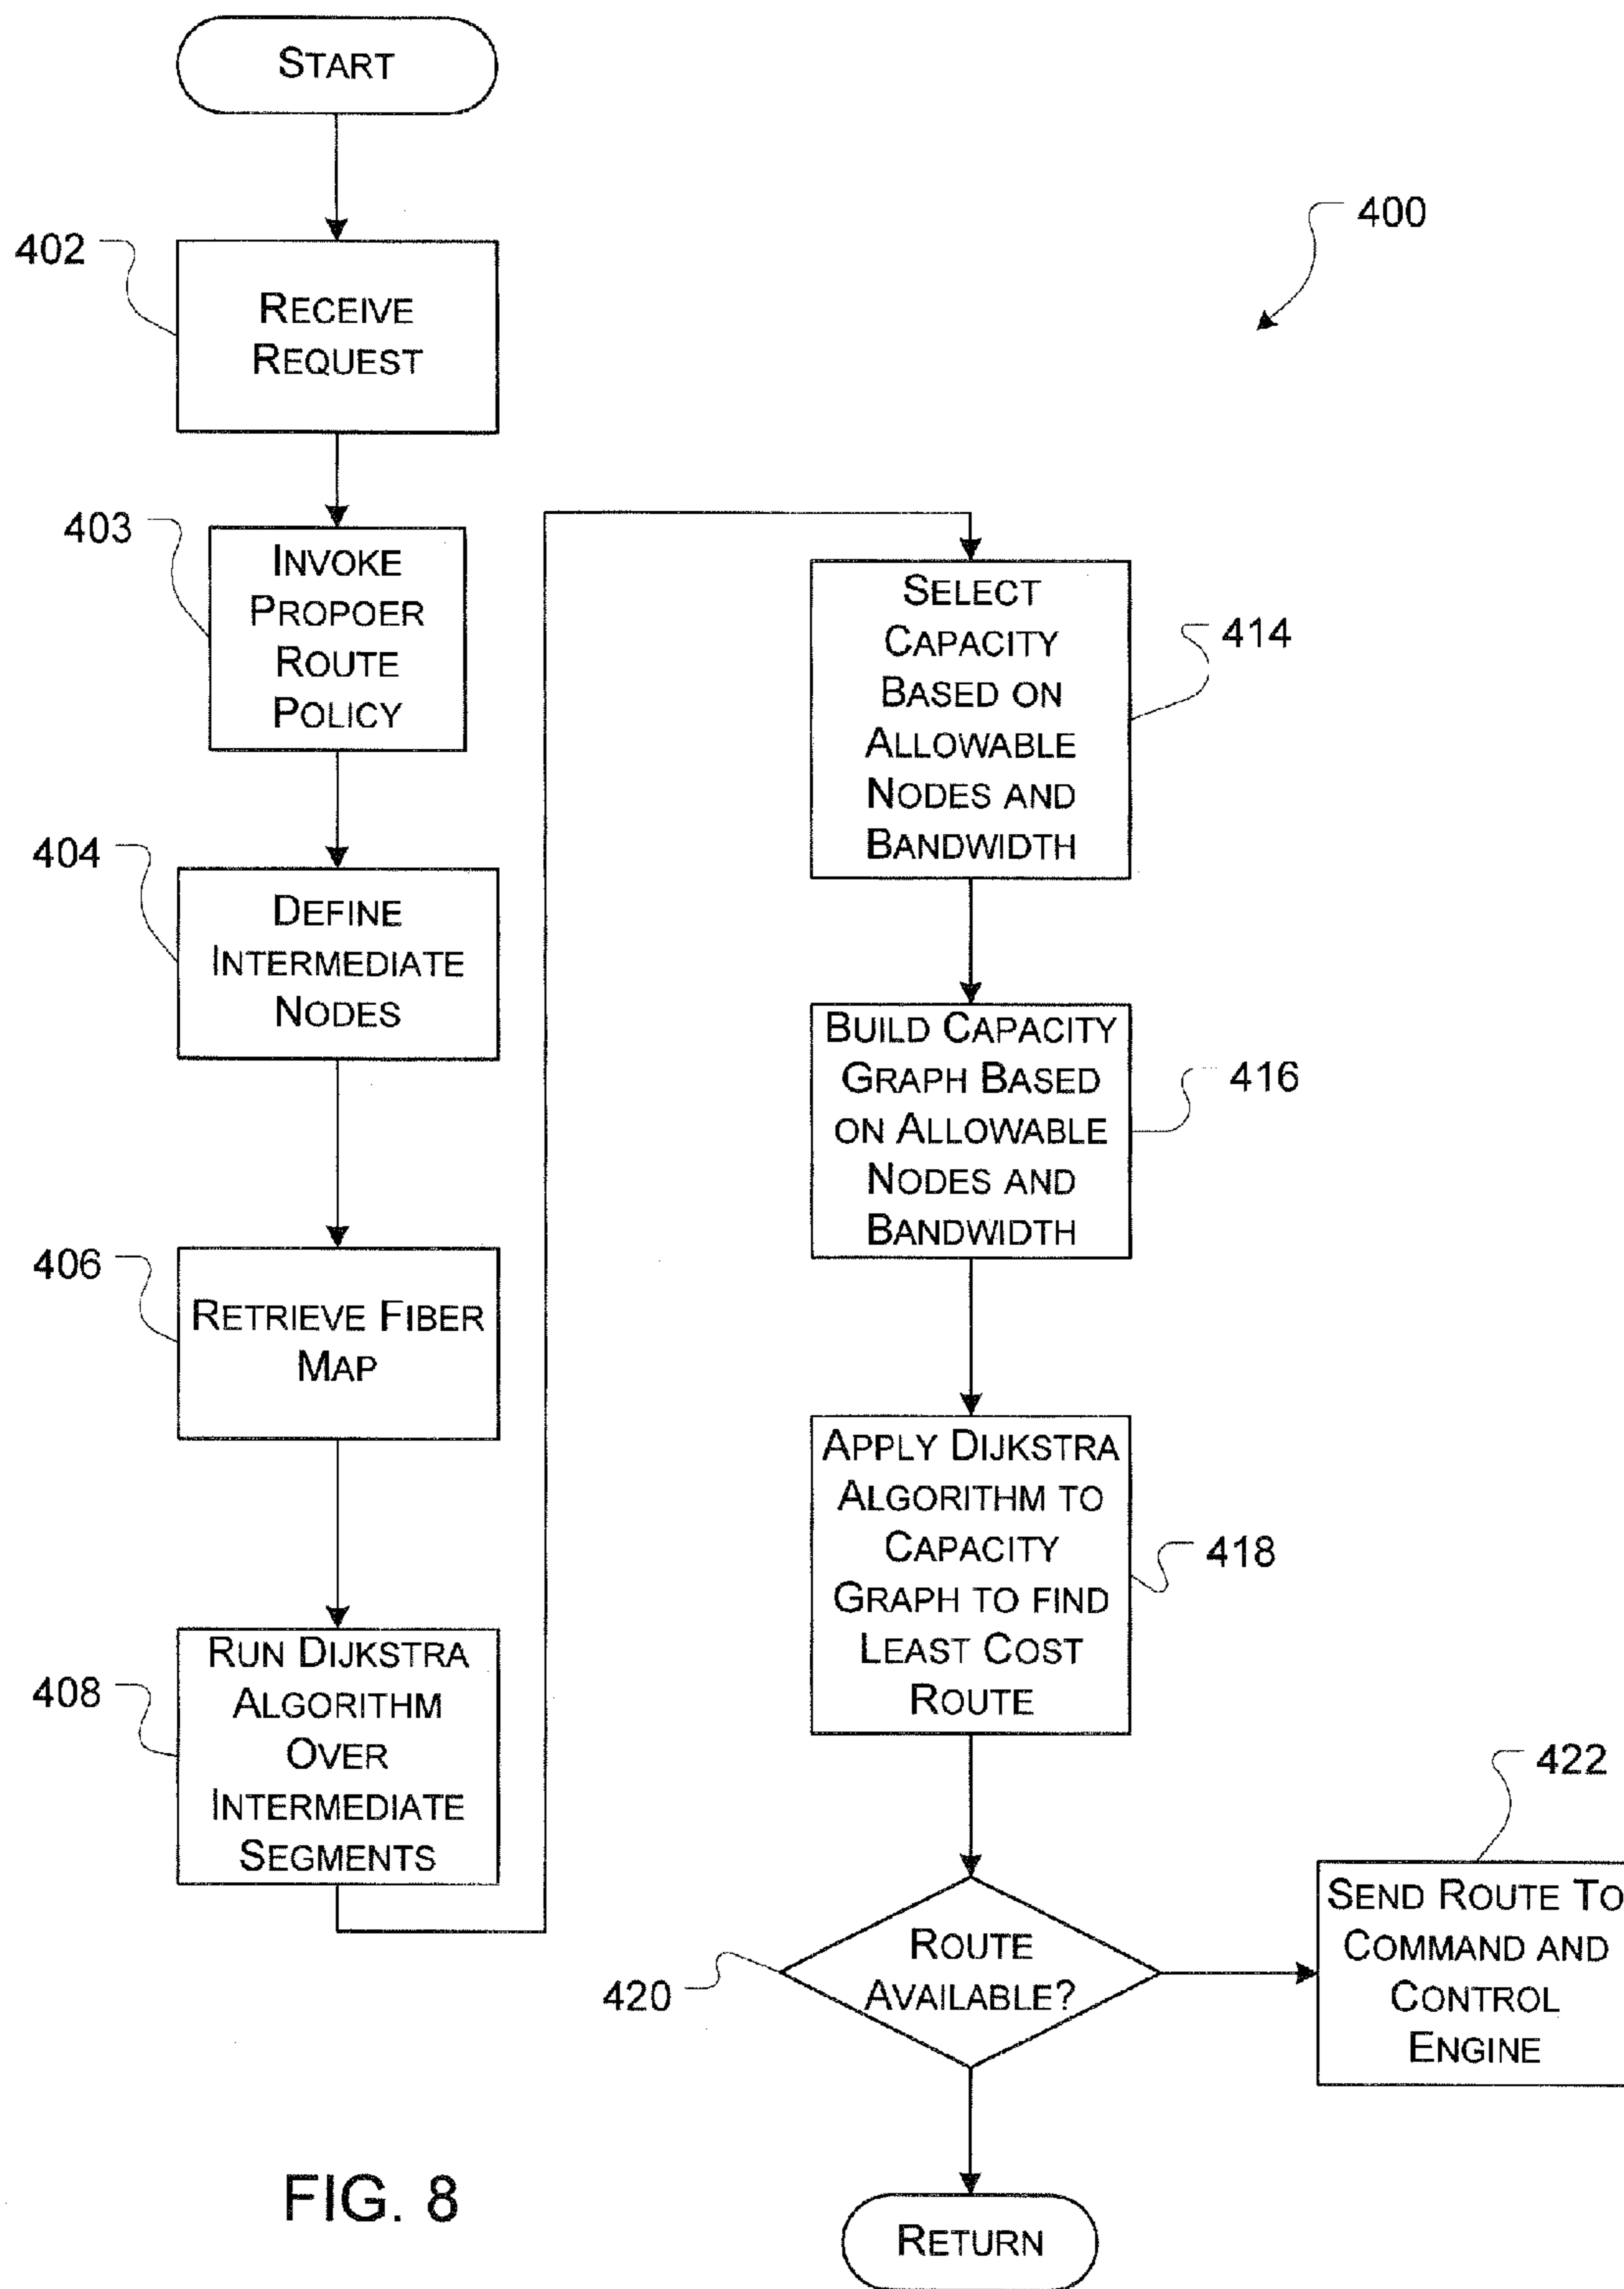 START
402
RECEIVE
REQUEST
403
INVOKE
PROPOER
ROUTE
POLICY
404
DEFINE
INTERMEDIATE
NODES
406
RETRIEVE FIBER
MAP
408
RUN DIJKSTRA
ALGORITHM
OVER
INTERMEDIATE
SEGMENTS
400
SELECT
CAPACITY
BASED ON
ALLOWABLE
NODES AND
BANDWIDTH
414
BUILD CAPACITY
GRAPH BASED
ON ALLOWABLE
NODES AND
BANDWIDTH
416
APPLY DIJKSTRA
ALGORITHM TO
CAPACITY
GRAPH TO FIND
LEAST COST
ROUTE
418
ROUTE
AVAILABLE?
420
422
SEND ROUTE TO
COMMAND AND
CONTROL
ENGINE
RETURN
FIG. 8